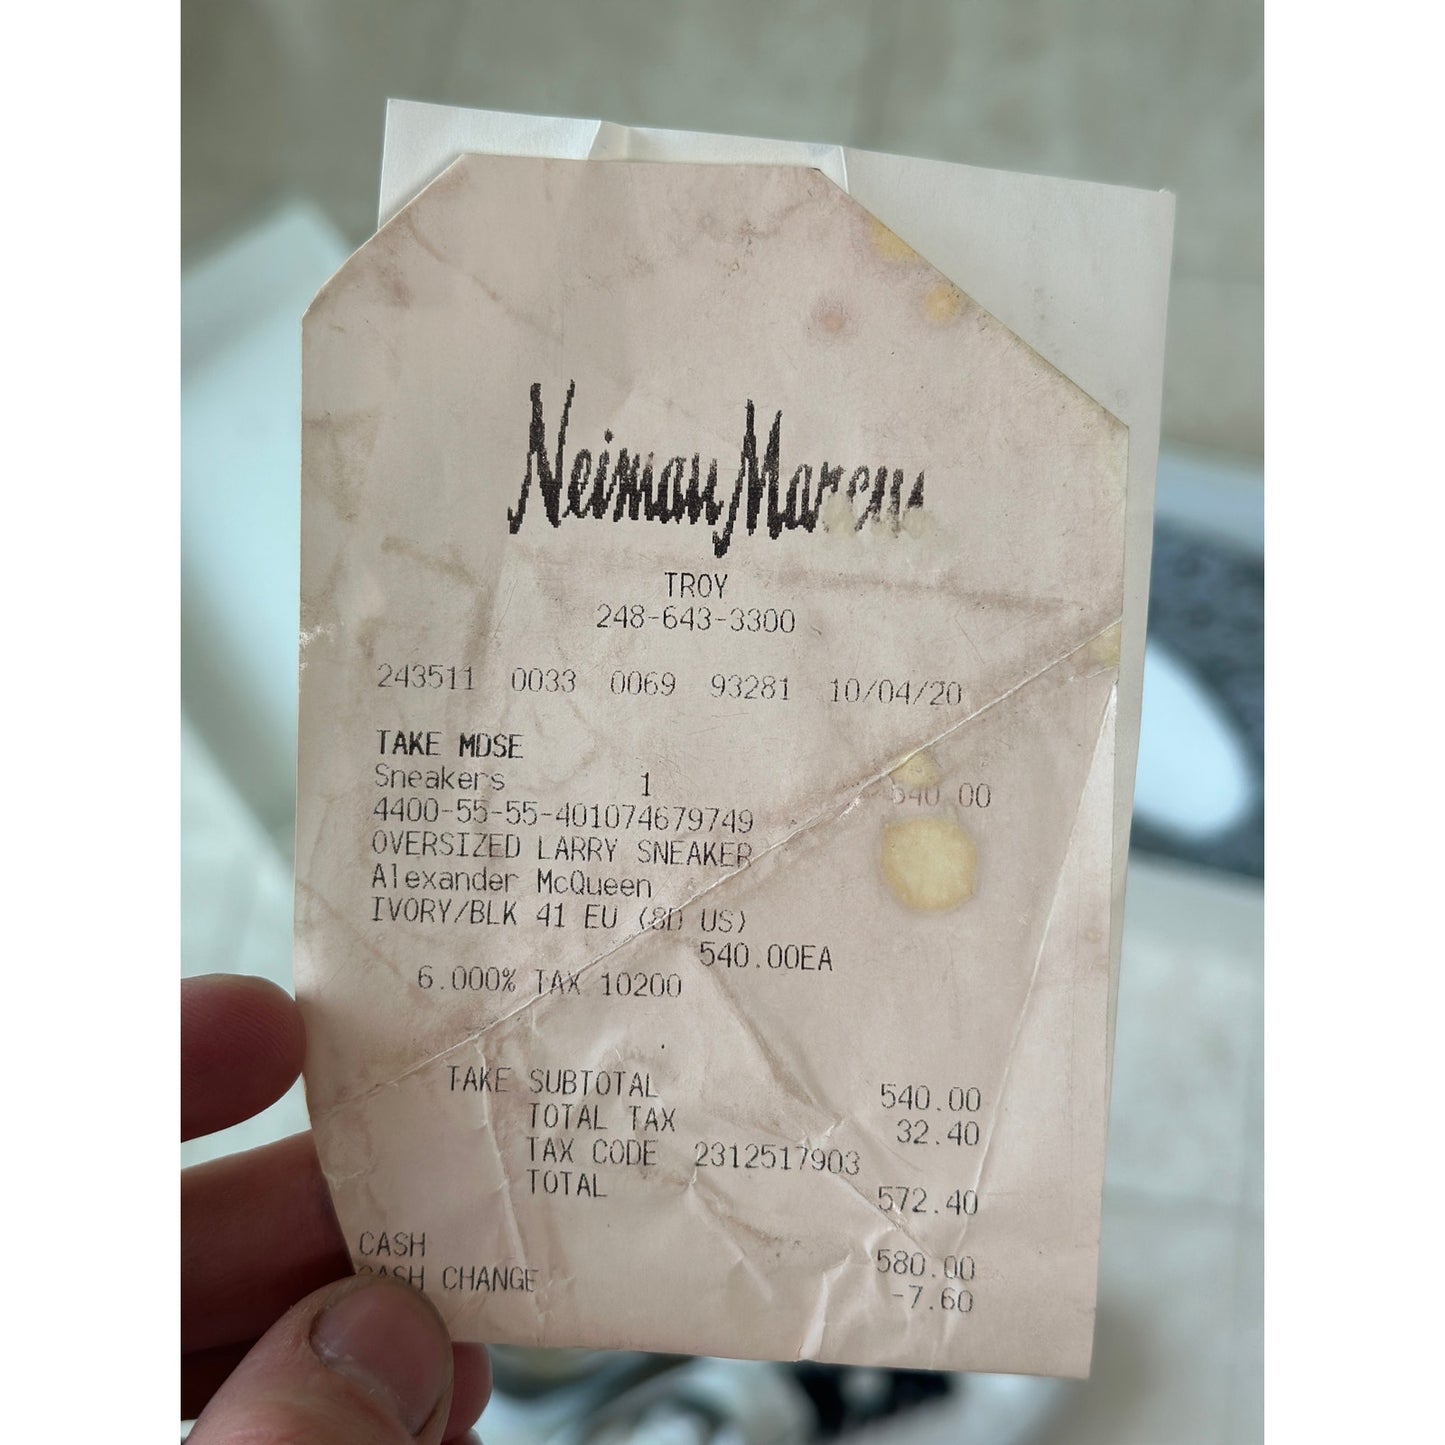 Neiman Marcus
TROY
248-643-3300
243511 0033 0069 93281 10/04/20
TAKE MDSE
Sneakers 1 540.00
4400-55-55-401074679749
OVERSIZED LARRY SNEAKER
Alexander McQueen
IVORY/BLK 41 EU (8D US)
540.00EA
6.000% TAX 10200
TAKE SUBTOTAL 540.00
TOTAL TAX 32.40
TAX CODE 2312517903
TOTAL 572.40
CASH 580.00
CASH CHANGE -7.60